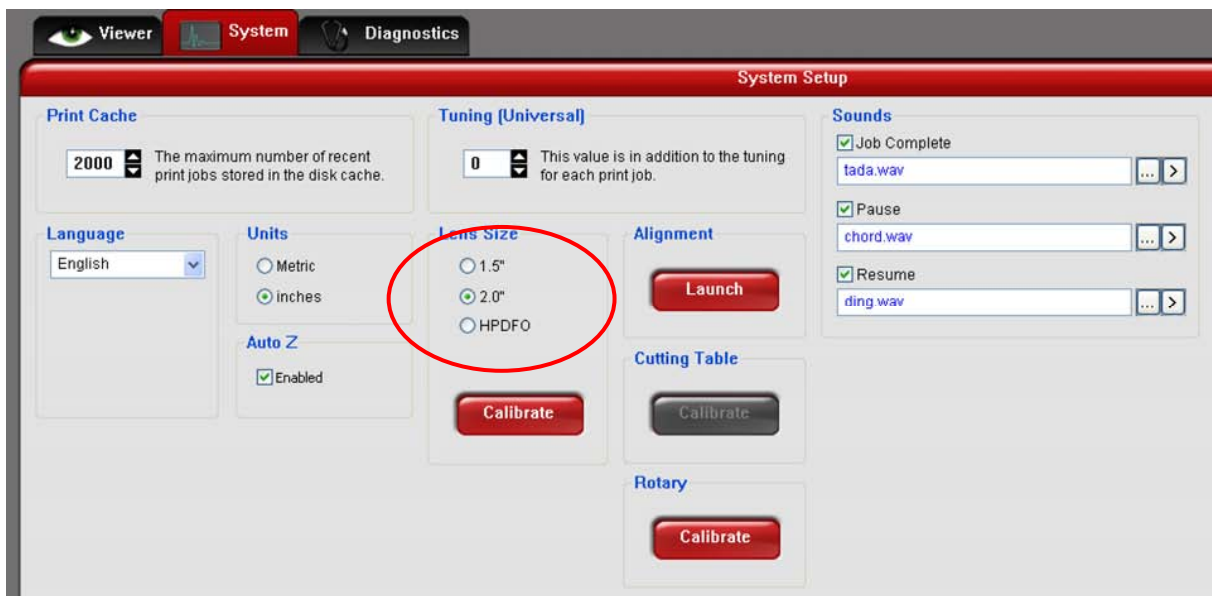 Viewer
System
Diagnostics
System Setup
Print Cache
2000
The maximum number of recent
print jobs stored in the disk cache.
Tuning (Universal)
0
This value is in addition to the tuning
for each print job.
Sounds
Job Complete
tada.wav
...
>
Pause
chord.wav
...
>
Resume
ding.wav
...
>
Language
English
Units
Metric
inches
Auto Z
Enabled
Lens Size
1.5"
2.0"
HPDFO
Calibrate
Alignment
Launch
Cutting Table
Calibrate
Rotary
Calibrate